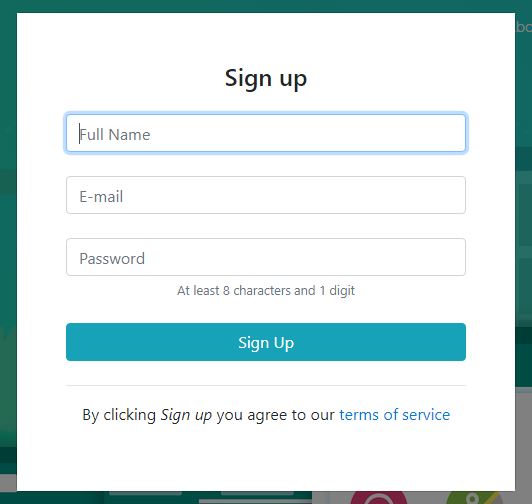 Sign up
Full Name
E-mail
Password
At least 8 characters and 1 digit
Sign Up
By clicking Sign up you agree to our terms of service